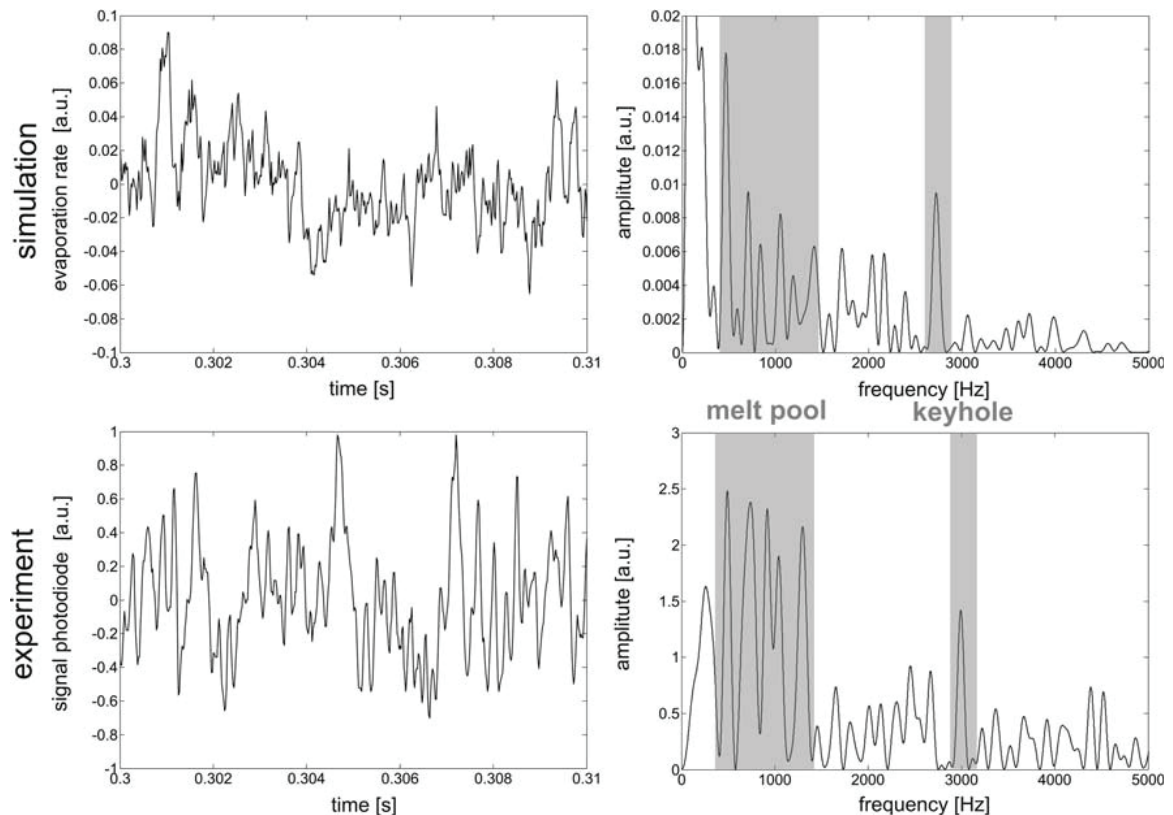 simulation
evaporation rate [a.u.]
0.1
0.08
0.06
0.04
0.02
0
-0.02
-0.04
-0.06
-0.08
-0.1
0.3 0.302 0.304 0.306 0.308 0.31
time [s]
amplitute [a.u.]
0.02
0.018
0.016
0.014
0.012
0.01
0.008
0.006
0.004
0.002
0
0 1000 2000 3000 4000 5000
frequency [Hz]
melt pool keyhole
experiment
signal photodiode [a.u.]
1
0.8
0.6
0.4
0.2
0
-0.2
-0.4
-0.6
-0.8
-1
0.3 0.302 0.304 0.306 0.308 0.31
time [s]
amplitute [a.u.]
3
2.5
2
1.5
1
0.5
0
0 1000 2000 3000 4000 5000
frequency [Hz]